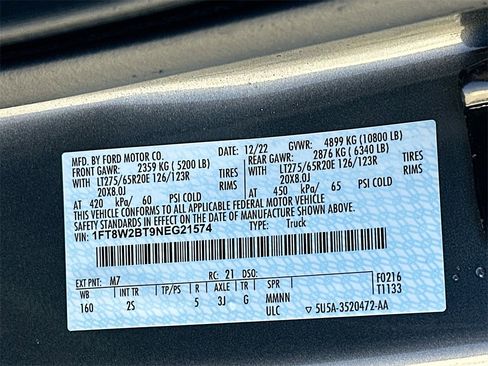 MFD. BY FORD MOTOR CO. DATE: 12/22 GVWR: 4899 KG (10800 LB)
FRONT GAWR: 2359 KG (5200 LB) REAR GAWR: 2876 KG (6340 LB)
WITH LT275/65R20E 126/123R TIRES WITH LT275/65R20E 126/123R TIRES
20X8.0J RIMS 20X8.0J RIMS
AT 420 kPa/ 60 PSI COLD AT 450 kPa/ 65 PSI COLD
THIS VEHICLE CONFORMS TO ALL APPLICABLE FEDERAL MOTOR VEHICLE
SAFETY STANDARDS IN EFFECT ON THE DATE OF MANUFACTURE SHOWN ABOVE.
VIN: 1FT8W2BT9NEG21574 TYPE: Truck
EXT PNT: M7 RC: 21 DSO: F0216
WB INT TR TP/PS R AXLE TR SPR T1133
160 2S 5 3J G MMNN
ULC 5U5A-3520472-AA